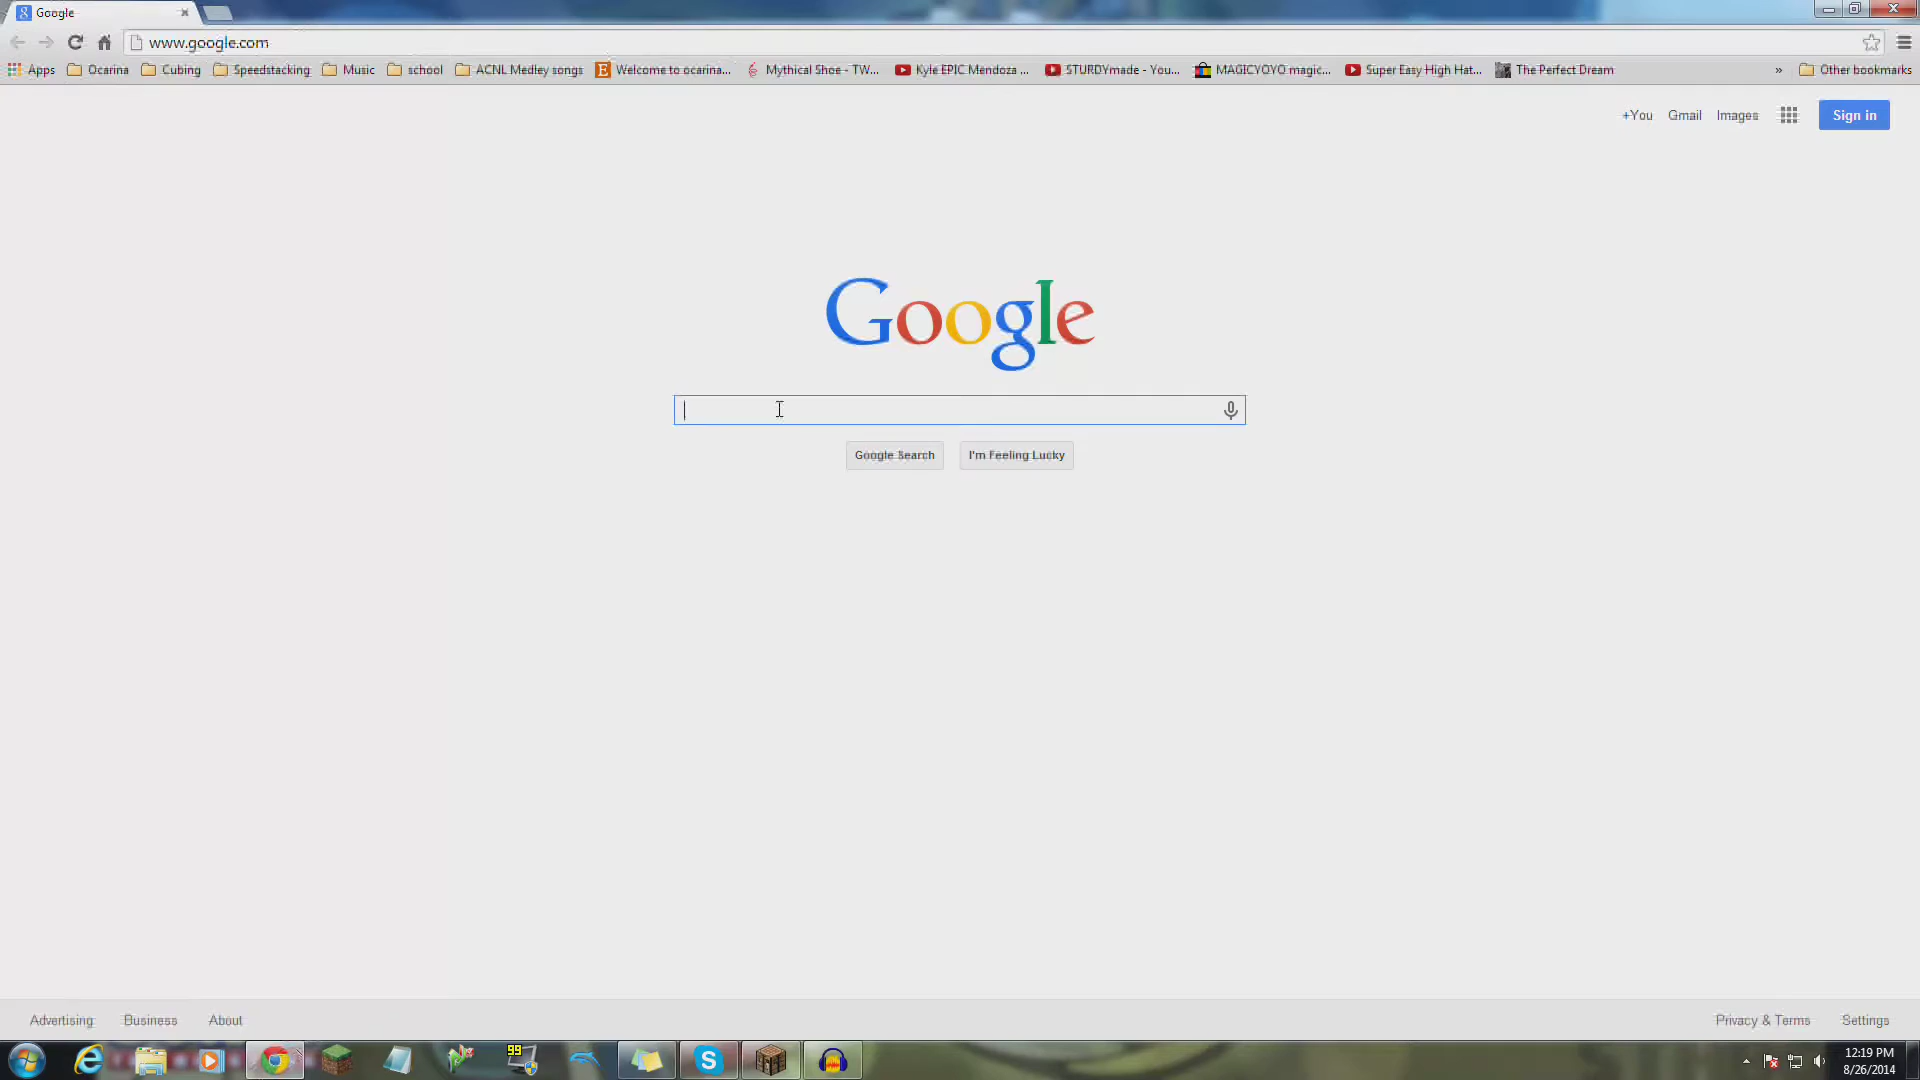 Google
www.google.com
Apps Ocarina Cubing Speedstacking Music school ACNL Medley songs Welcome to ocarina... Mythical Shoe - TW... Kyle EPIC Mendoza ... STURDYmade - You... MAGICYOYO magic... Super Easy High Hat... The Perfect Dream » Other bookmarks
+You Gmail Images Sign in
Google
Google Search I'm Feeling Lucky
Advertising Business About Privacy & Terms Settings
99
12:19 PM
8/26/2014